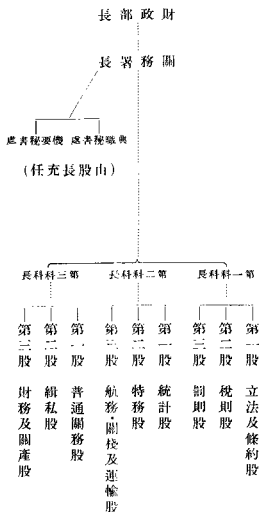 財政部長
關務署長
典職秘書處
機要秘書處
(由股長充任)
第一科科長
第二科科長
第三科科長
第一股 立法及條約股
第二股 稅則股
第三股 罰則股
第一股 統計股
第二股 特務股
第三股 航務·關棧及運輸股
第一股 普通關務股
第二股 緝私股
第三股 財務及關產股